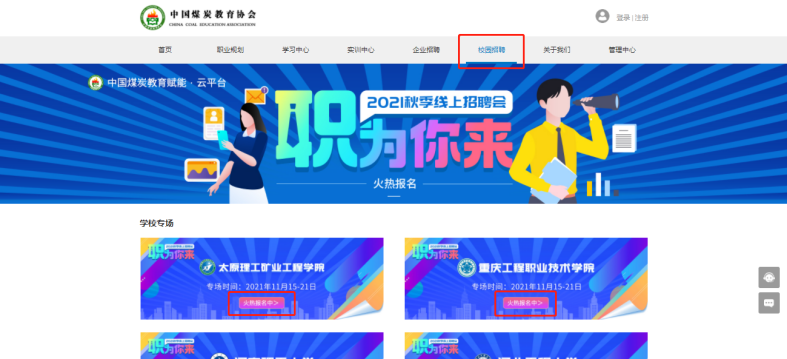 中国煤炭教育协会
CHINA COAL EDUCATION ASSOCIATION
登录 | 注册
首页 职业规划 学习中心 实训中心 企业招聘 校园招聘 关于我们 管理中心
中国煤炭教育赋能 · 云平台
2021秋季线上招聘会
职为你来
火热报名
学校专场
职为你来
太原理工矿业工程学院
专场时间：2021年11月15-21日
火热报名中>
职为你来
重庆工程职业技术学院
专场时间：2021年11月15-21日
火热报名中>
职为你来
职为你来